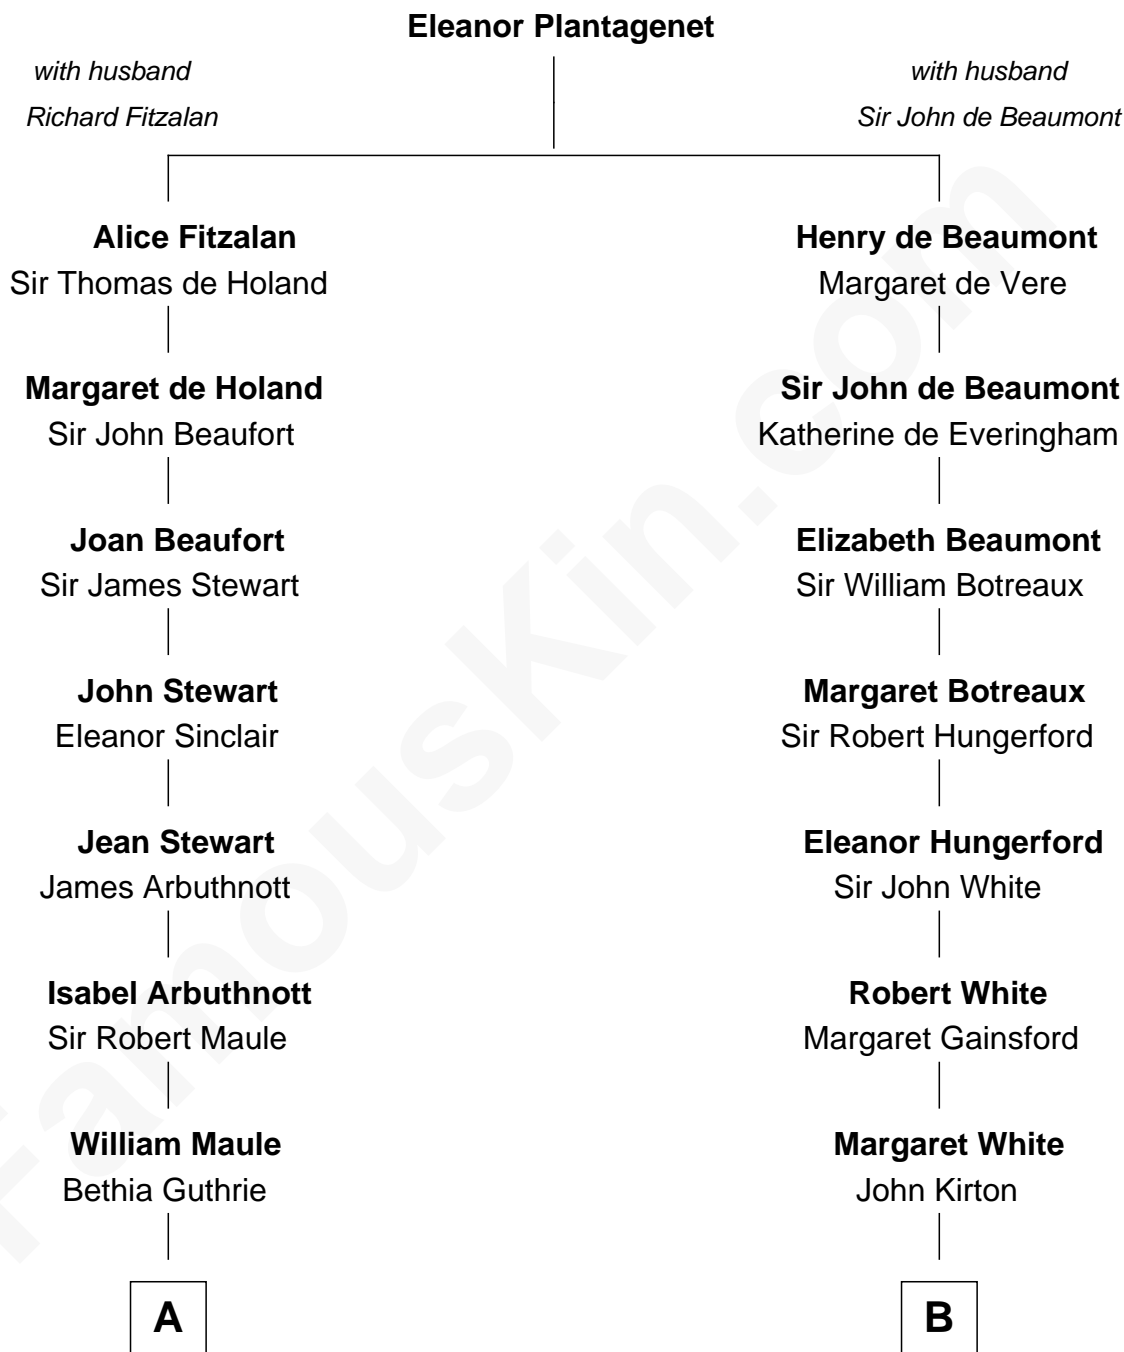 Eleanor Plantagenet
with husband
Richard Fitzalan
with husband
Sir John de Beaumont
Alice Fitzalan
Sir Thomas de Holand
Henry de Beaumont
Margaret de Vere
Margaret de Holand
Sir John Beaufort
Sir John de Beaumont
Katherine de Everingham
Joan Beaufort
Sir James Stewart
Elizabeth Beaumont
Sir William Botreaux
John Stewart
Eleanor Sinclair
Margaret Botreaux
Sir Robert Hungerford
Jean Stewart
James Arbuthnott
Eleanor Hungerford
Sir John White
Isabel Arbuthnott
Sir Robert Maule
Robert White
Margaret Gainsford
William Maule
Bethia Guthrie
Margaret White
John Kirton
A
B
FamousKin.com